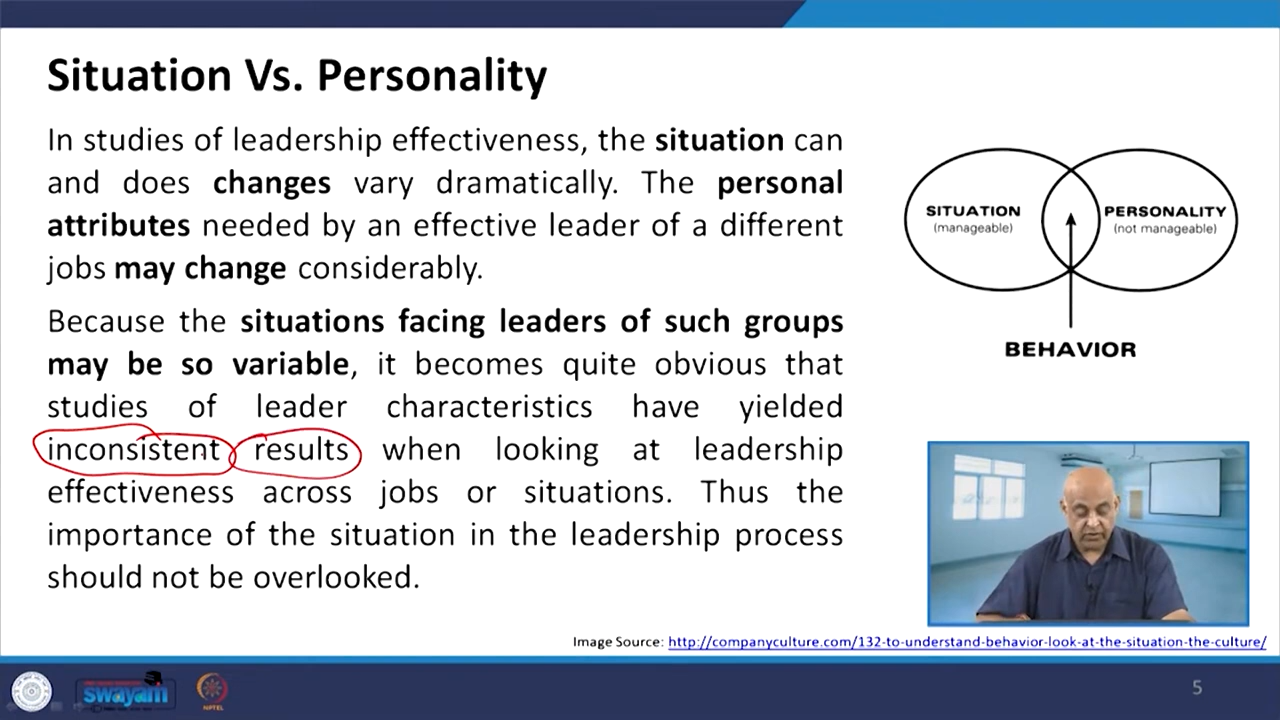 Situation Vs. Personality
In studies of leadership effectiveness, the situation can
and does changes vary dramatically. The personal
attributes needed by an effective leader of a different
jobs may change considerably.
Because the situations facing leaders of such groups
may be so variable, it becomes quite obvious that
studies of leader characteristics have yielded
inconsistent results when looking at leadership
effectiveness across jobs or situations. Thus the
importance of the situation in the leadership process
should not be overlooked.
SITUATION
(manageable)
PERSONALITY
(not manageable)
BEHAVIOR
Image Source: http://companyculture.com/132-to-understand-behavior-look-at-the-situation-the-culture/
swayam
NPTEL
5